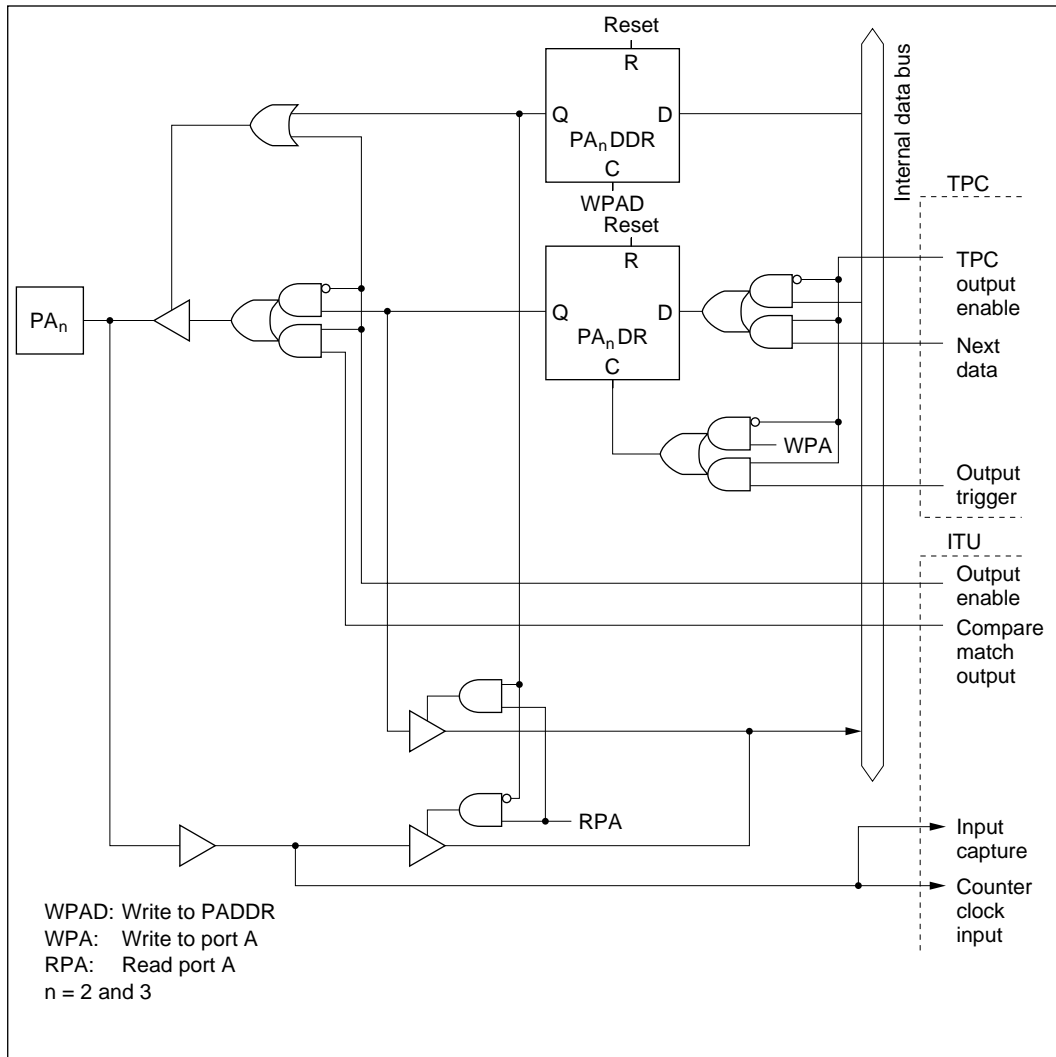 Reset
R
Q
D
PAnDDR
C
WPAD
Internal data bus
TPC
Reset
R
TPC
output
enable
PAn
Q
D
PAnDR
C
Next
data
WPA
Output
trigger
ITU
Output
enable
Compare
match
output
RPA
Input
capture
Counter
clock
input
WPAD: Write to PADDR
WPA: Write to port A
RPA: Read port A
n = 2 and 3